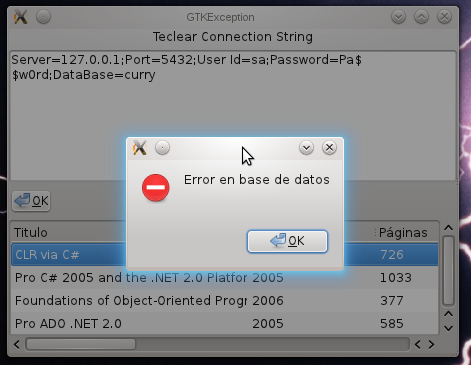 GTKException
Teclear Connection String
Server=127.0.0.1;Port=5432;User Id=sa;Password=Pa$
$w0rd;DataBase=curry
Error en base de datos
OK
OK
Titulo Páginas
CLR via C# 726
Pro C# 2005 and the .NET 2.0 Platfor 2005 1033
Foundations of Object-Oriented Progr 2006 377
Pro ADO .NET 2.0 2005 585